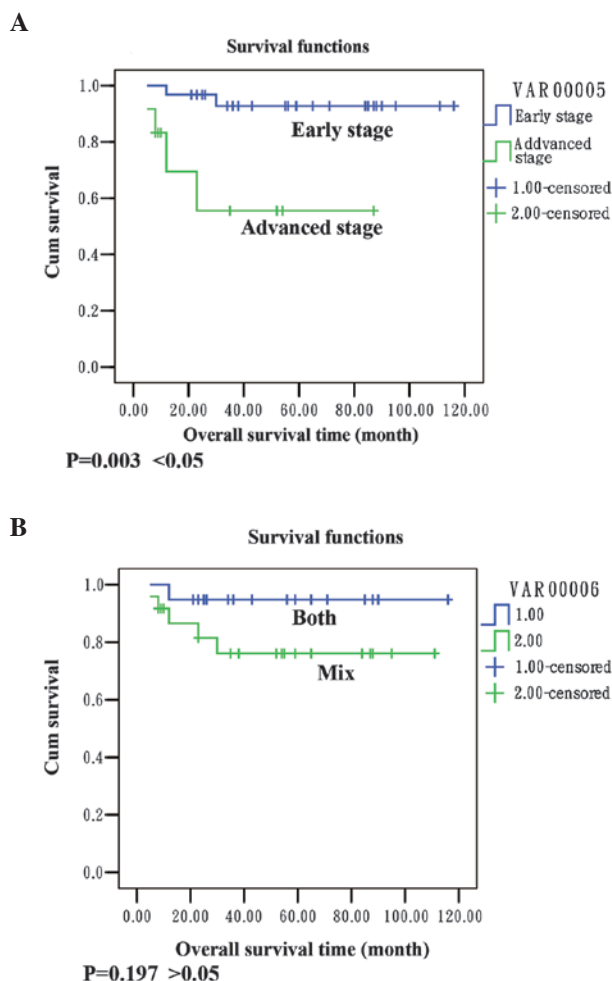 A
Survival functions
1.0
0.8
0.6
0.4
0.2
0.0
Cum survival
Early stage
Advanced stage
0.00 20.00 40.00 60.00 80.00 100.00 120.00
Overall survival time (month)
P=0.003 <0.05
VAR00005
Early stage
Addvanced
stage
1.00-censored
2.00-censored
B
Survival functions
1.0
0.8
0.6
0.4
0.2
0.0
Cum survival
Both
Mix
0.00 20.00 40.00 60.00 80.00 100.00 120.00
Overall survival time (month)
P=0.197 >0.05
VAR00006
1.00
2.00
1.00-censored
2.00-censored